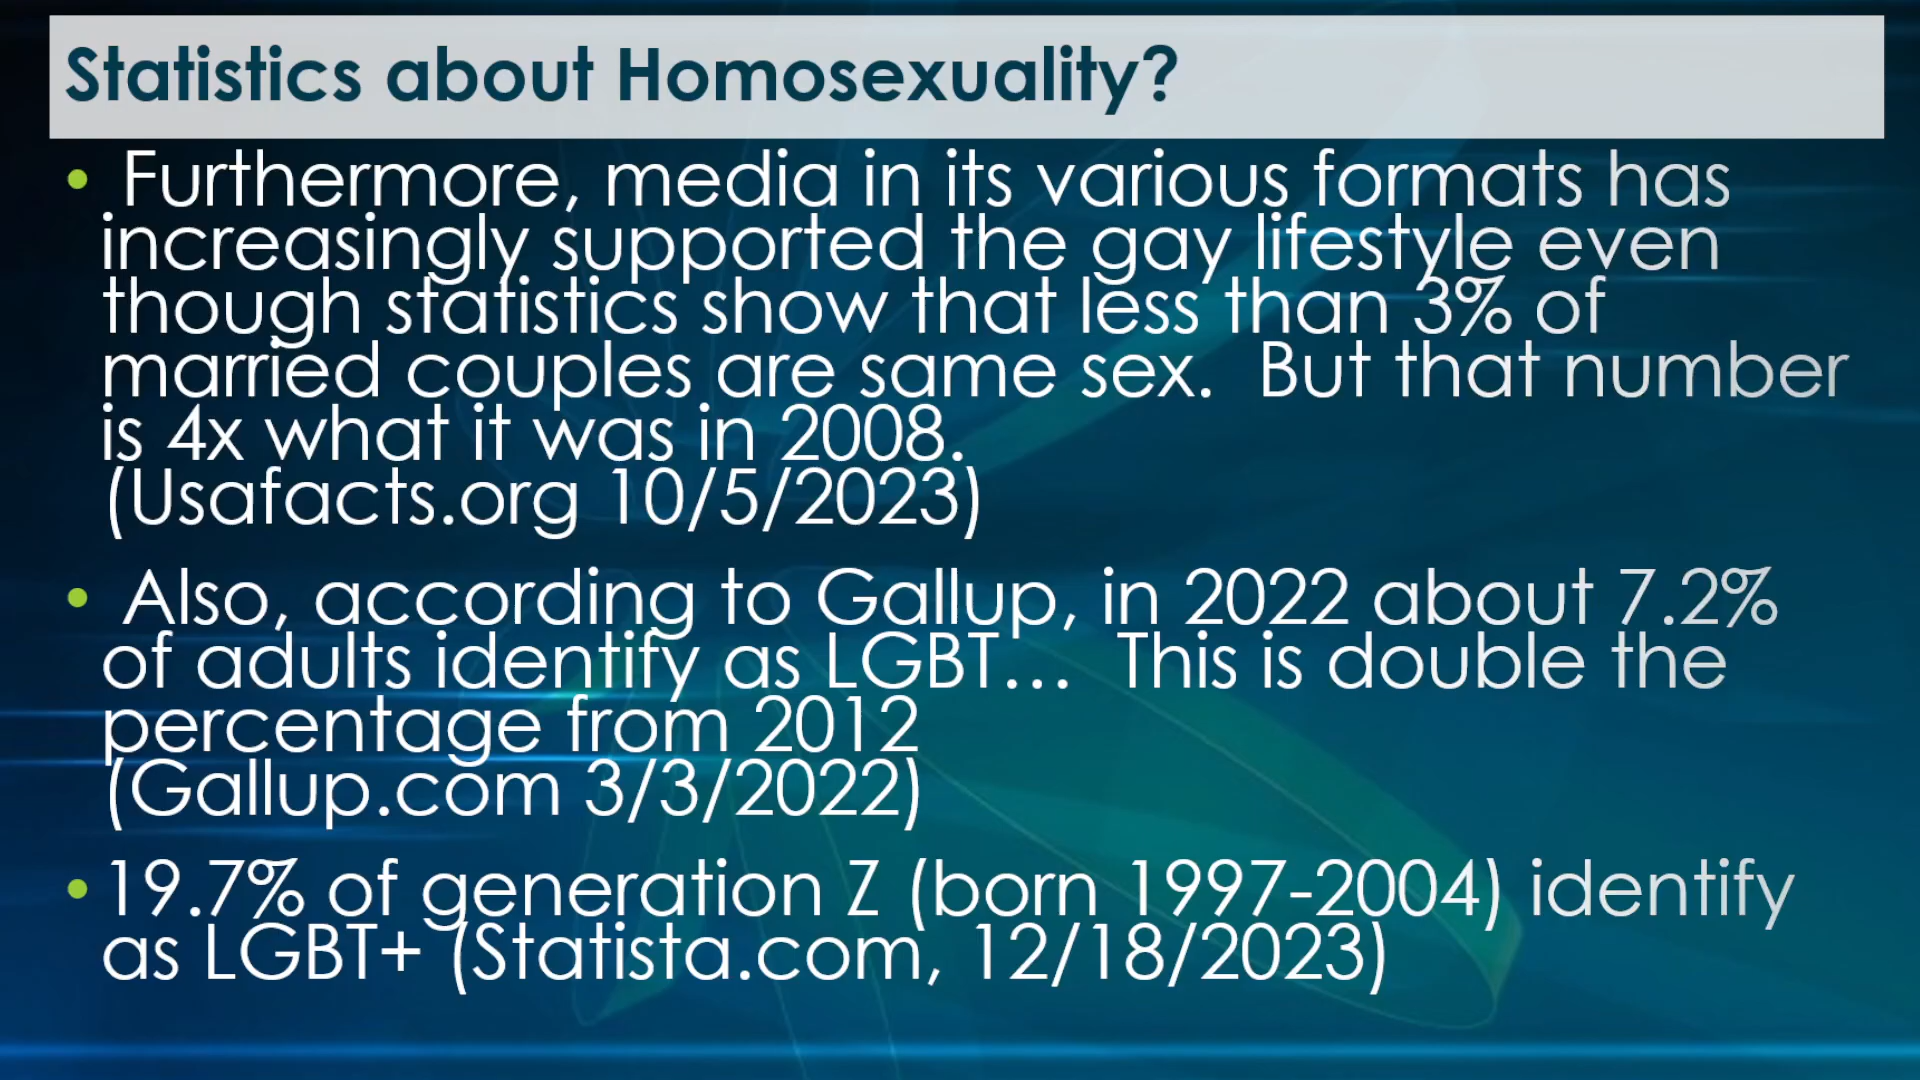 Statistics about Homosexuality?
• Furthermore, media in its various formats has
increasingly supported the gay lifestyle even
though statistics show that less than 3% of
married couples are same sex.  But that number
is 4x what it was in 2008.
(Usafacts.org 10/5/2023)
• Also, according to Gallup, in 2022 about 7.2%
of adults identify as LGBT…  This is double the
percentage from 2012
(Gallup.com 3/3/2022)
• 19.7% of generation Z (born 1997-2004) identify
as LGBT+ (Statista.com, 12/18/2023)